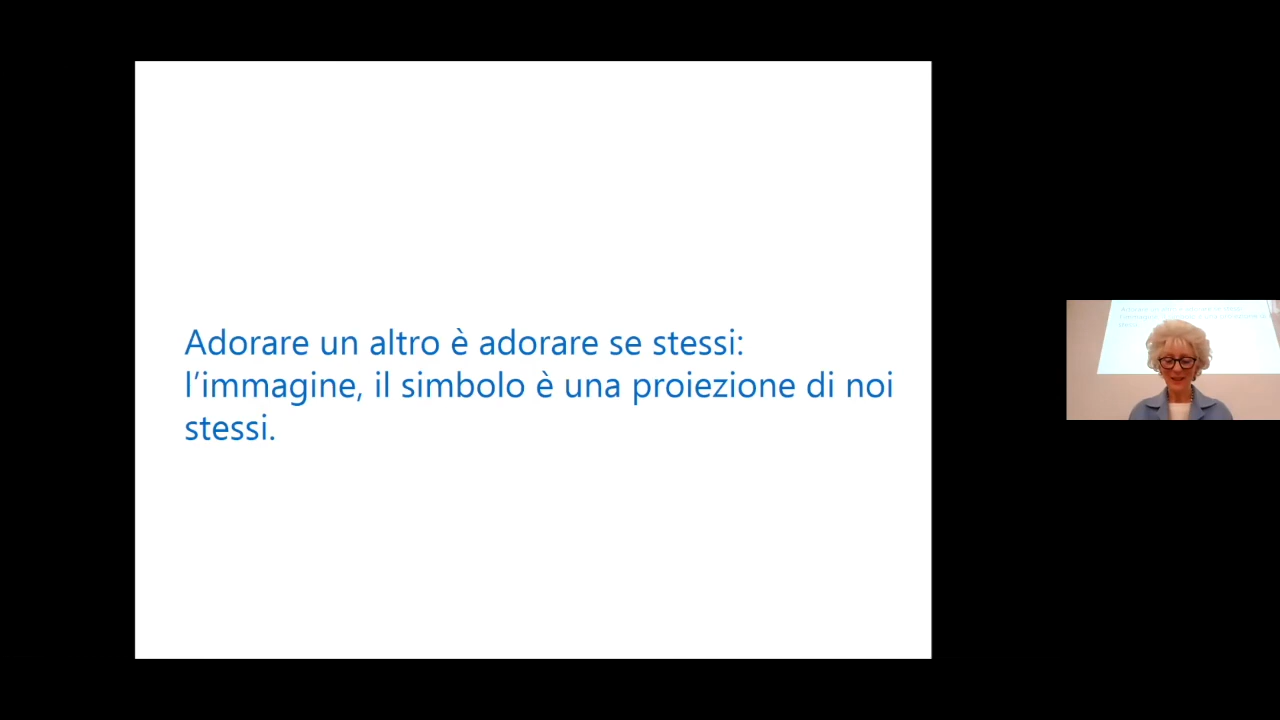 Adorare un altro è adorare se stessi:
l’immagine, il simbolo è una proiezione di noi
stessi.